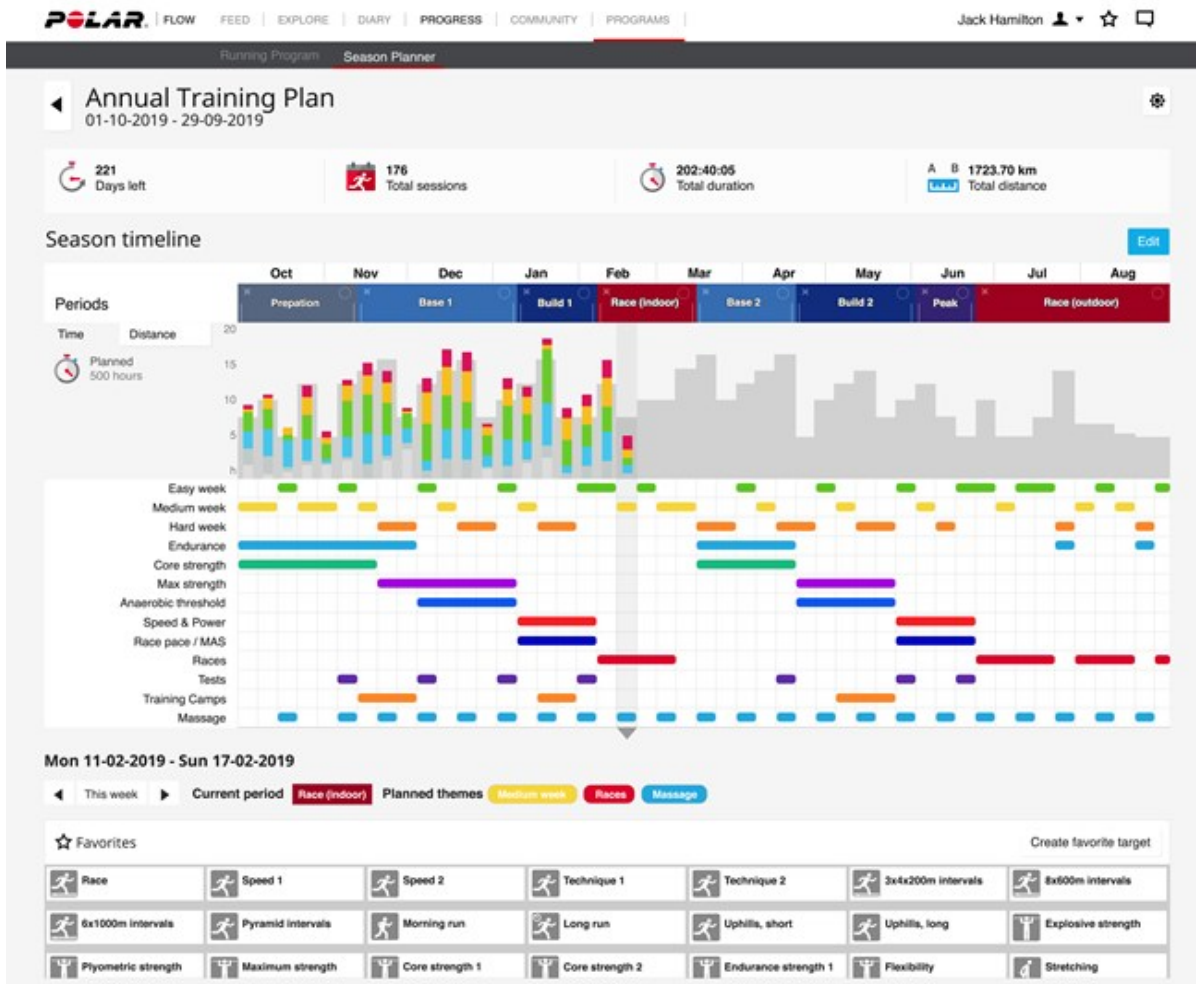 POLAR. FLOW FEED EXPLORE DIARY PROGRESS COMMUNITY PROGRAMS Jack Hamilton
Running Program Season Planner
Annual Training Plan
01-10-2019 - 29-09-2019
221
Days left
176
Total sessions
202:40:05
Total duration
A B 1723.70 km
Total distance
Season timeline Edit
Oct Nov Dec Jan Feb Mar Apr May Jun Jul Aug
Periods Prepation Base 1 Build 1 Race (indoor) Base 2 Build 2 Peak Race (outdoor)
Time Distance
Planned
500 hours
20
15
10
5
h
Easy week
Medium week
Hard week
Endurance
Core strength
Max strength
Anaerobic threshold
Speed & Power
Race pace / MAS
Races
Tests
Training Camps
Massage
Mon 11-02-2019 - Sun 17-02-2019
This week Current period Race (indoor) Planned themes Medium week Races Massage
Favorites Create favorite target
Race Speed 1 Speed 2 Technique 1 Technique 2 3x4x200m intervals 8x600m intervals
6x1000m intervals Pyramid intervals Morning run Long run Uphills, short Uphills, long Explosive strength
Plyometric strength Maximum strength Core strength 1 Core strength 2 Endurance strength 1 Flexibility Stretching